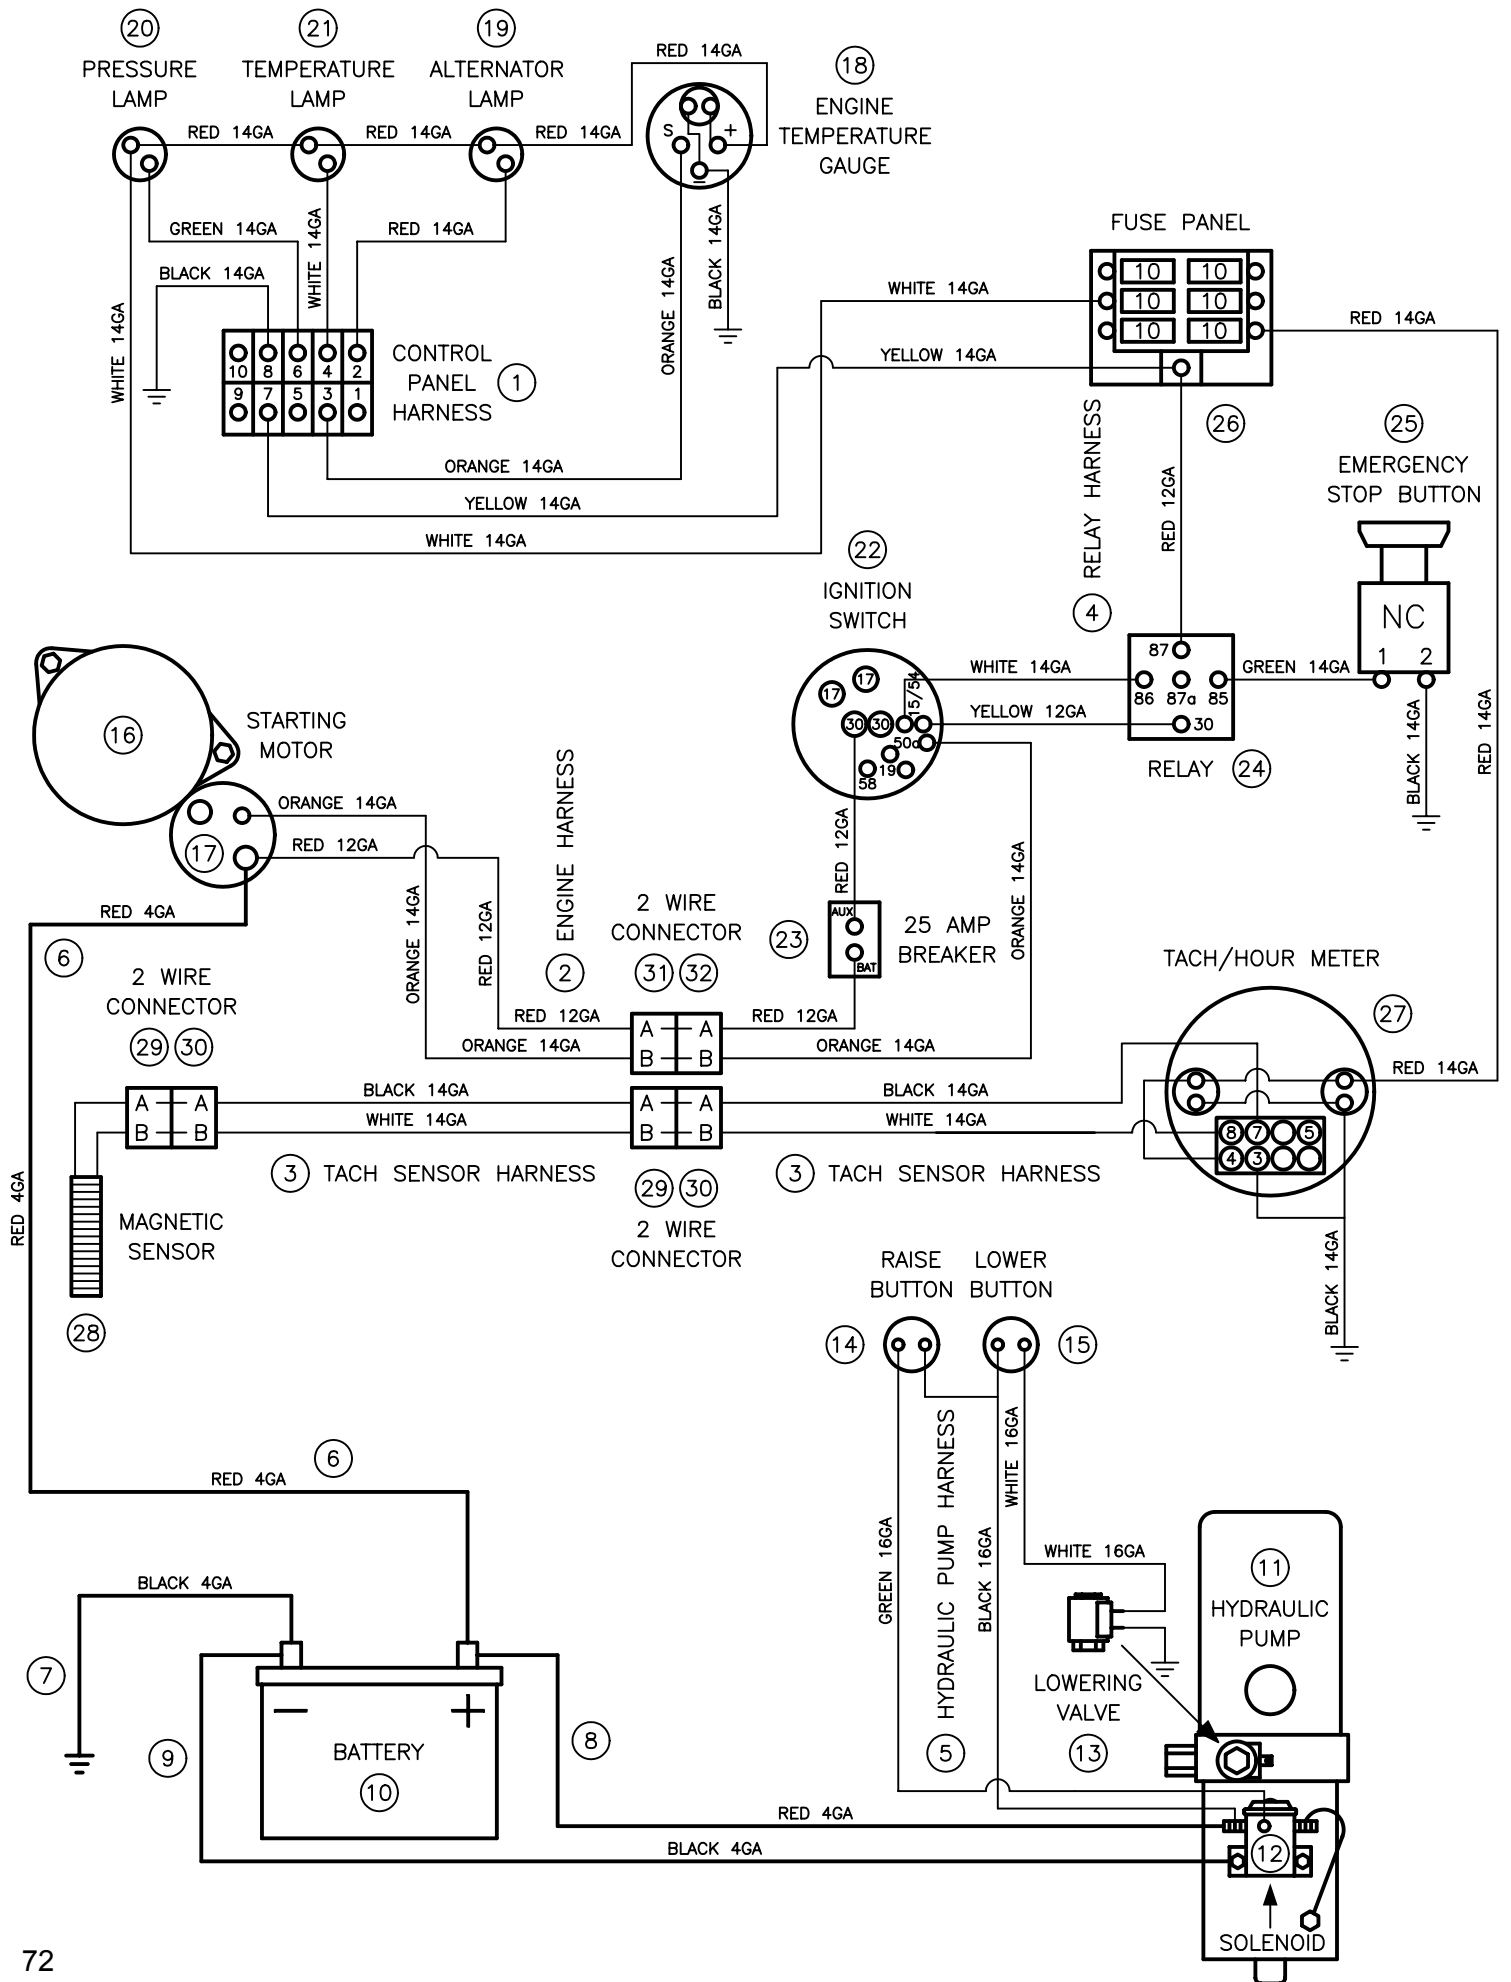 20
21
19
18
PRESSURE
LAMP
TEMPERATURE
LAMP
ALTERNATOR
LAMP
RED 14GA
ENGINE
TEMPERATURE
GAUGE
RED 14GA
RED 14GA
RED 14GA
S
+
−
GREEN 14GA
WHITE 14GA
RED 14GA
BLACK 14GA
WHITE 14GA
ORANGE 14GA
BLACK 14GA
10 8 6 4 2
9 7 5 3 1
CONTROL
PANEL
HARNESS
1
ORANGE 14GA
YELLOW 14GA
WHITE 14GA
FUSE PANEL
10 10
10 10
10 10
WHITE 14GA
YELLOW 14GA
RED 14GA
26
RELAY HARNESS
4
RED 12GA
25
EMERGENCY
STOP BUTTON
NC
1 2
22
IGNITION
SWITCH
17
17
30 30
15/54
50a
19
58
WHITE 14GA
YELLOW 12GA
87
86 87a 85
30
RELAY
24
GREEN 14GA
BLACK 14GA
RED 14GA
16
STARTING
MOTOR
17
ORANGE 14GA
RED 12GA
RED 4GA
6
ORANGE 14GA
RED 12GA
ENGINE HARNESS
2
2 WIRE
CONNECTOR
31 32
RED 12GA
ORANGE 14GA
A A
B B
RED 12GA
ORANGE 14GA
RED 12GA
AUX
BAT
23
25 AMP
BREAKER
ORANGE 14GA
TACH/HOUR METER
27
RED 14GA
8 7 5
4 3
BLACK 14GA
2 WIRE
CONNECTOR
29 30
A A
B B
BLACK 14GA
WHITE 14GA
A A
B B
BLACK 14GA
WHITE 14GA
3 TACH SENSOR HARNESS
29 30
2 WIRE
CONNECTOR
3 TACH SENSOR HARNESS
MAGNETIC
SENSOR
28
RED 4GA
RAISE
BUTTON
LOWER
BUTTON
14
15
GREEN 16GA
HYDRAULIC PUMP HARNESS
5
BLACK 16GA
WHITE 16GA
WHITE 16GA
LOWERING
VALVE
13
11
HYDRAULIC
PUMP
12
SOLENOID
6
RED 4GA
BLACK 4GA
7
9
−
+
BATTERY
10
8
RED 4GA
BLACK 4GA
72